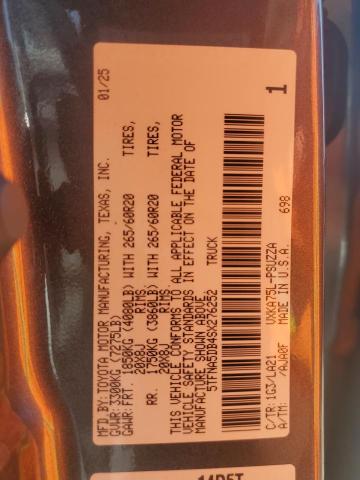 MFD. BY: TOYOTA MOTOR MANUFACTURING, TEXAS, INC. 01/25
GVWR: 3300KG (7275LB)
GAWR: FRT. 1850KG (4080LB) WITH 265/60R20 TIRES,
20X8J RIMS,
RR. 1750KG (3860LB) WITH 265/60R20 TIRES,
20X8J RIMS
THIS VEHICLE CONFORMS TO ALL APPLICABLE FEDERAL MOTOR
VEHICLE SAFETY STANDARDS IN EFFECT ON THE DATE OF
MANUFACTURE SHOWN ABOVE.
5TFNA5DB4SX276252 TRUCK
698 1
C/TR: 1G3/LA21 VXKA75L-PSUZZA
A/TM: /AJA0F MADE IN U.S.A.